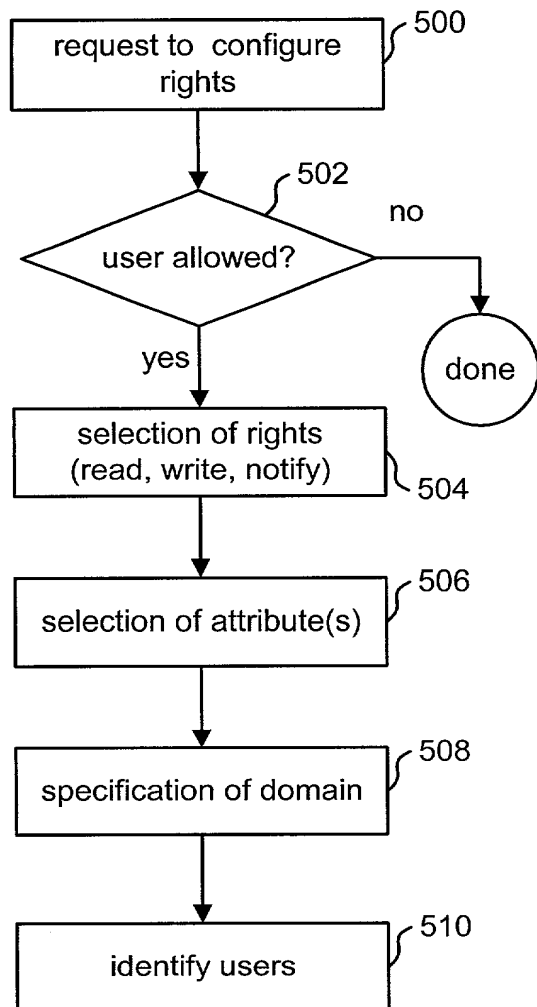 request to configure
rights
500
502
no
user allowed?
yes
done
selection of rights
(read, write, notify)
504
506
selection of attribute(s)
508
specification of domain
510
identify users